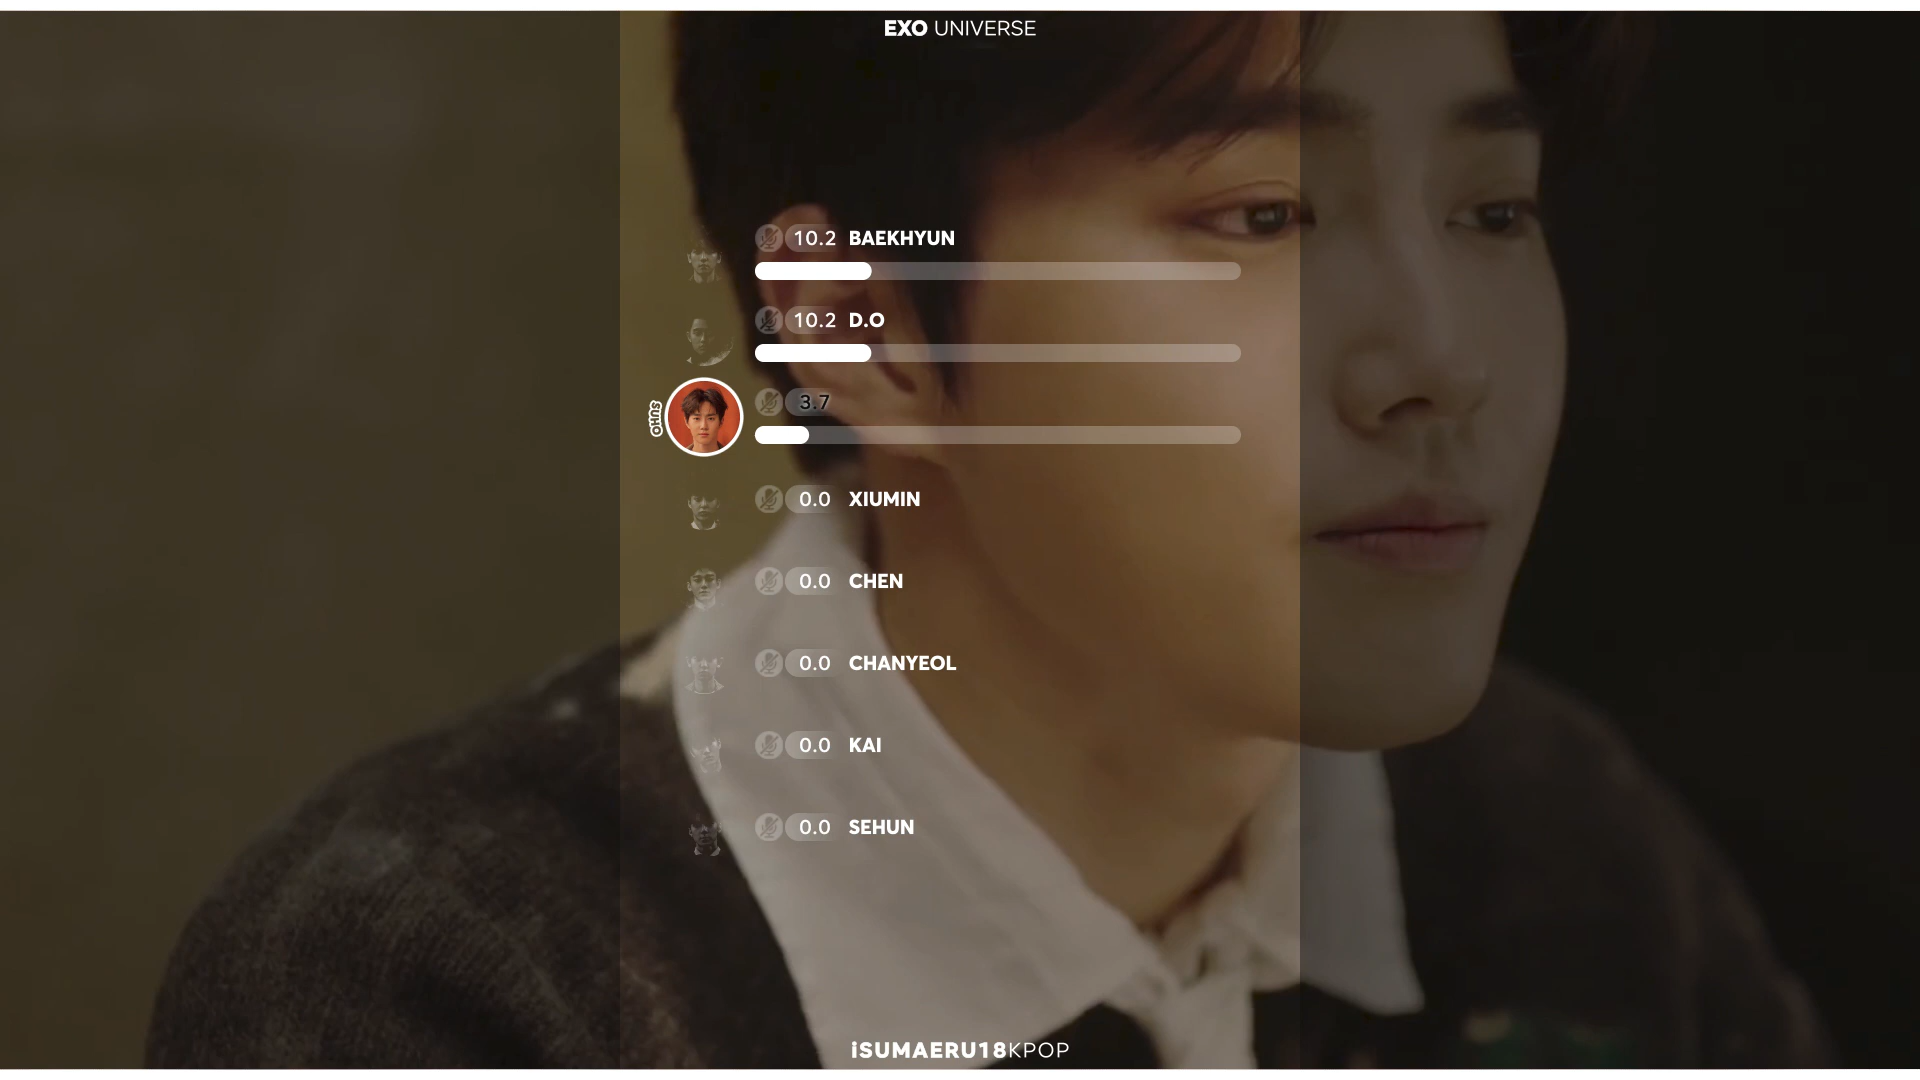 EXO UNIVERSE
10.2 BAEKHYUN
10.2 D.O
SUHO 3.7
0.0 XIUMIN
0.0 CHEN
0.0 CHANYEOL
0.0 KAI
0.0 SEHUN
iSUMAERU18KPOP